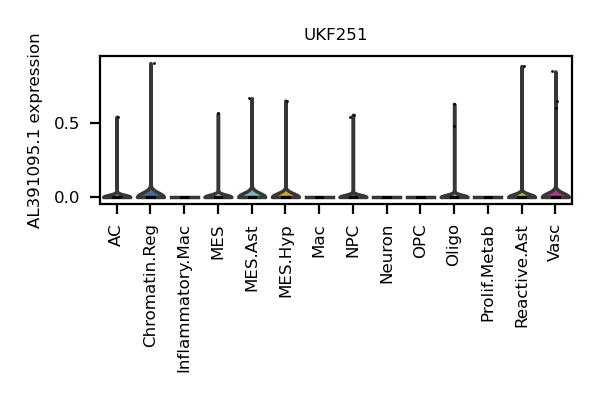 UKF251
AL391095.1 expression
0.5
0.0
AC
Chromatin.Reg
Inflammatory.Mac
MES
MES.Ast
MES.Hyp
Mac
NPC
Neuron
OPC
Oligo
Prolif.Metab
Reactive.Ast
Vasc